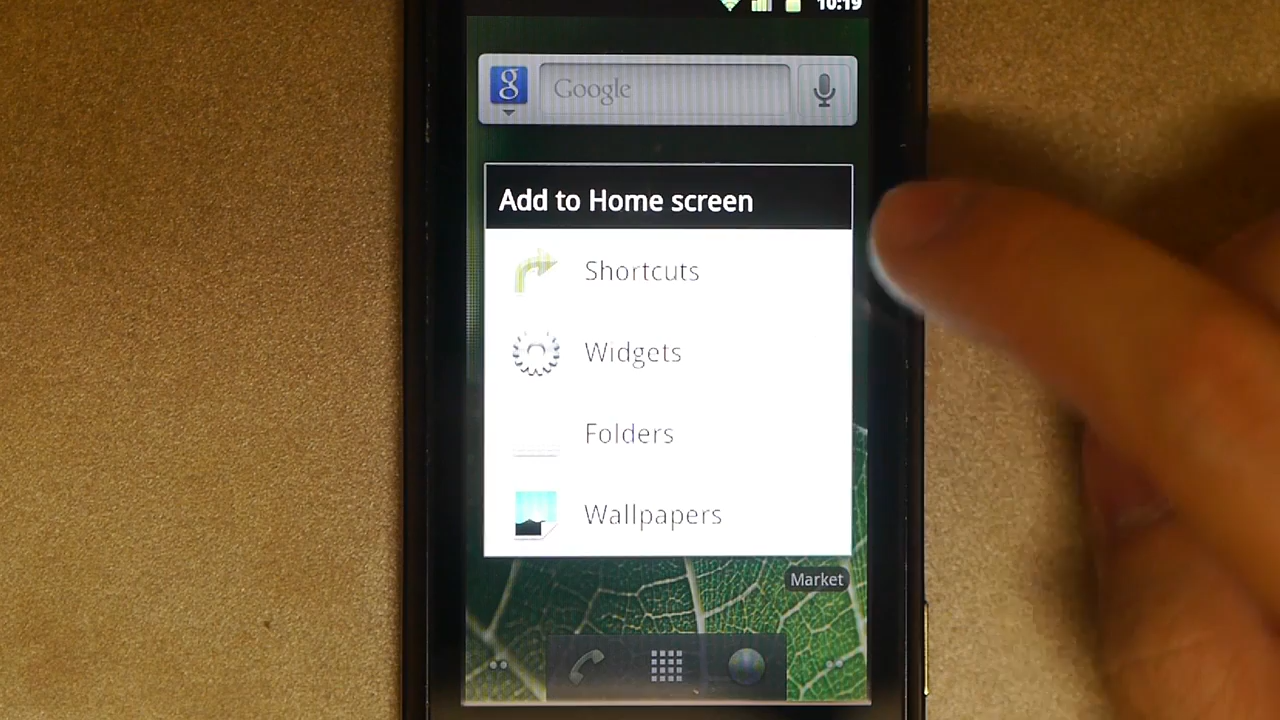 10:19
g Google
Add to Home screen
Shortcuts
Widgets
Folders
Wallpapers
Market